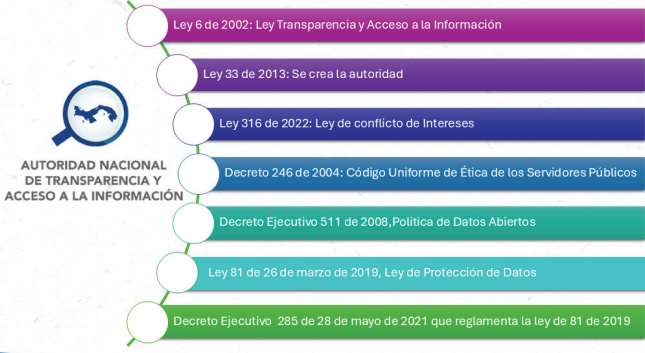 Ley 6 de 2002: Ley Transparencia y Acceso a la Información
Ley 33 de 2013: Se crea la autoridad
Ley 316 de 2022: Ley de conflicto de Intereses
AUTORIDAD NACIONAL
DE TRANSPARENCIA Y
ACCESO A LA INFORMACIÓN
Decreto 246 de 2004: Código Uniforme de Ética de los Servidores Públicos
Decreto Ejecutivo 511 de 2008,Política de Datos Abiertos
Ley 81 de 26 de marzo de 2019, Ley de Protección de Datos
Decreto Ejecutivo 285 de 28 de mayo de 2021 que reglamenta la ley de 81 de 2019